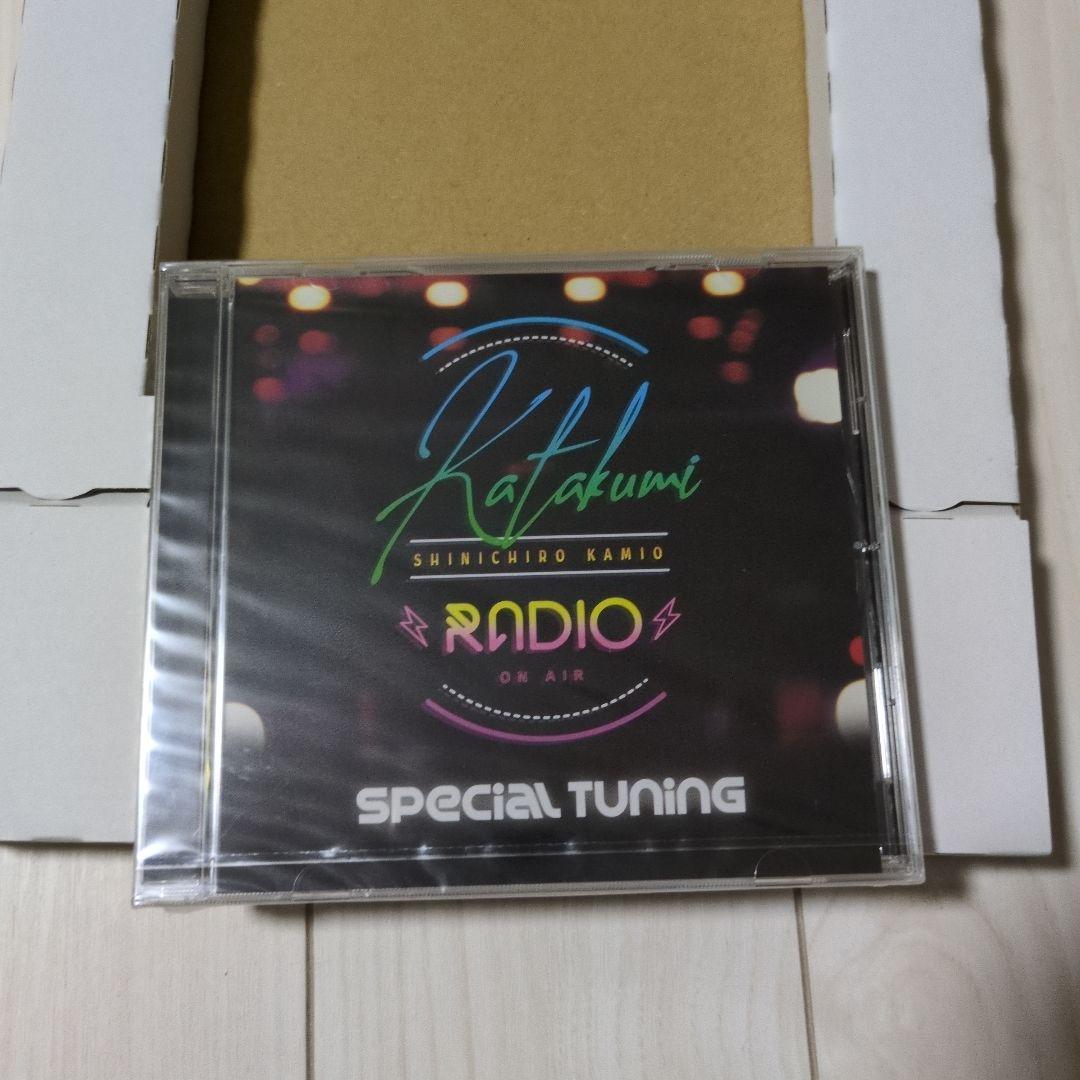 Katakumi
SHINICHIRO KAMIO
RADIO
ON AIR
SPECIAL TUNING